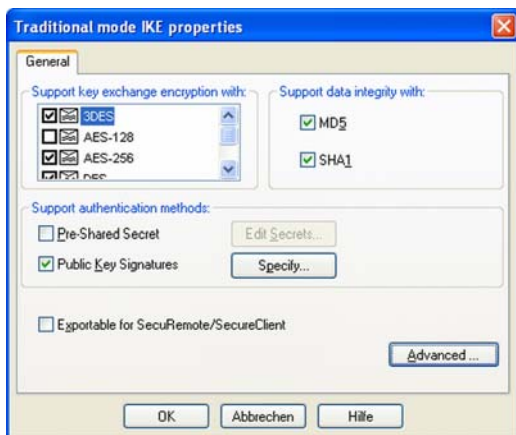 Traditional mode IKE properties
General
Support key exchange encryption with:
3DES
AES-128
AES-256
DES
Support data integrity with:
MD5
SHA1
Support authentication methods:
Pre-Shared Secret
Edit Secrets...
Public Key Signatures
Specify...
Exportable for SecuRemote/SecureClient
Advanced ...
OK
Abbrechen
Hilfe